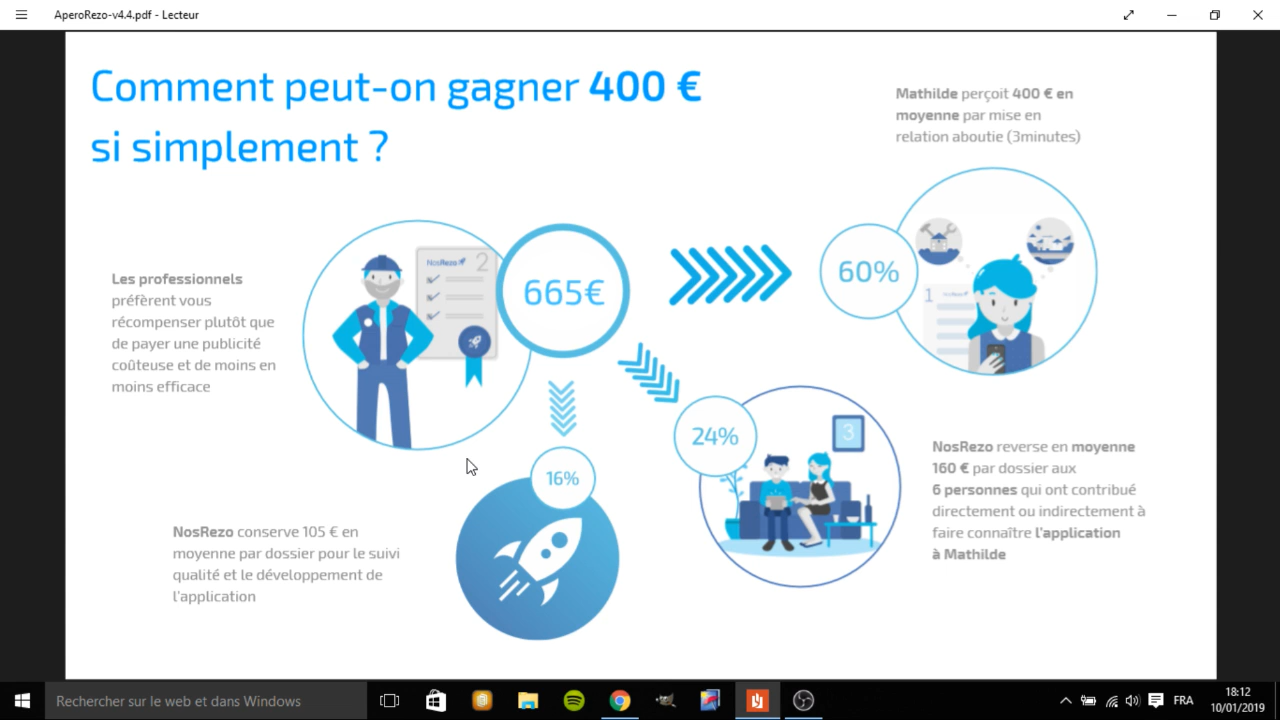 AperoRezo-v4.4.pdf - Lecteur
Comment peut-on gagner 400 €
si simplement ?
Mathilde perçoit 400 € en
moyenne par mise en
relation aboutie (3minutes)
Les professionnels
préfèrent vous
récompenser plutôt que
de payer une publicité
coûteuse et de moins en
moins efficace
NosRezo
2
665€
60%
1
24%
3
16%
NosRezo reverse en moyenne
160 € par dossier aux
6 personnes qui ont contribué
directement ou indirectement à
faire connaître l'application
à Mathilde
NosRezo conserve 105 € en
moyenne par dossier pour le suivi
qualité et le développement de
l'application
Rechercher sur le web et dans Windows
FRA
18:12
10/01/2019